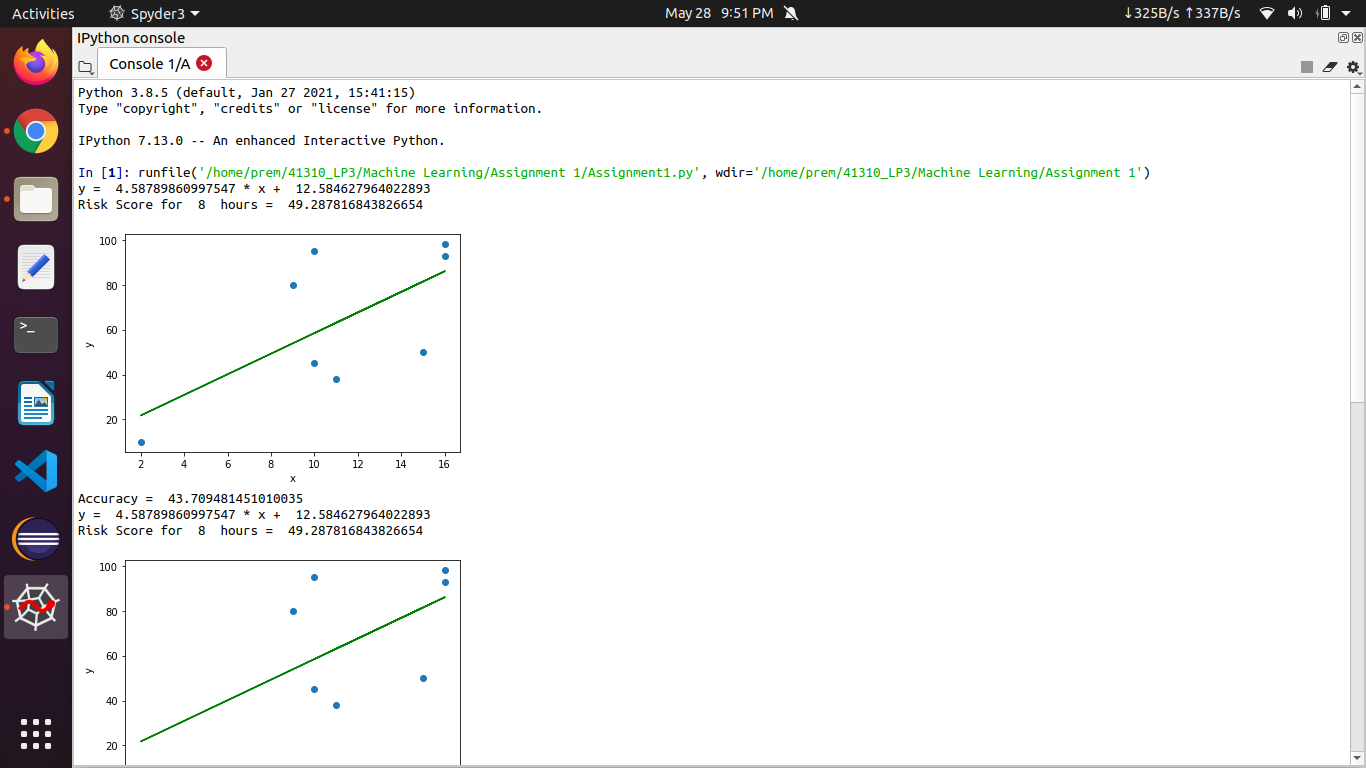 Activities Spyder3 May 28 9:51 PM ↓325B/s ↑337B/s
IPython console
Console 1/A
Python 3.8.5 (default, Jan 27 2021, 15:41:15)
Type "copyright", "credits" or "license" for more information.
IPython 7.13.0 -- An enhanced Interactive Python.
In [1]: runfile('/home/prem/41310_LP3/Machine Learning/Assignment 1/Assignment1.py', wdir='/home/prem/41310_LP3/Machine Learning/Assignment 1')
y =  4.58789860997547 * x +  12.584627964022893
Risk Score for  8  hours =  49.287816843826654
100
80
60
y
40
20
2 4 6 8 10 12 14 16
x
Accuracy =  43.709481451010035
y =  4.58789860997547 * x +  12.584627964022893
Risk Score for  8  hours =  49.287816843826654
100
80
60
y
40
20
>_